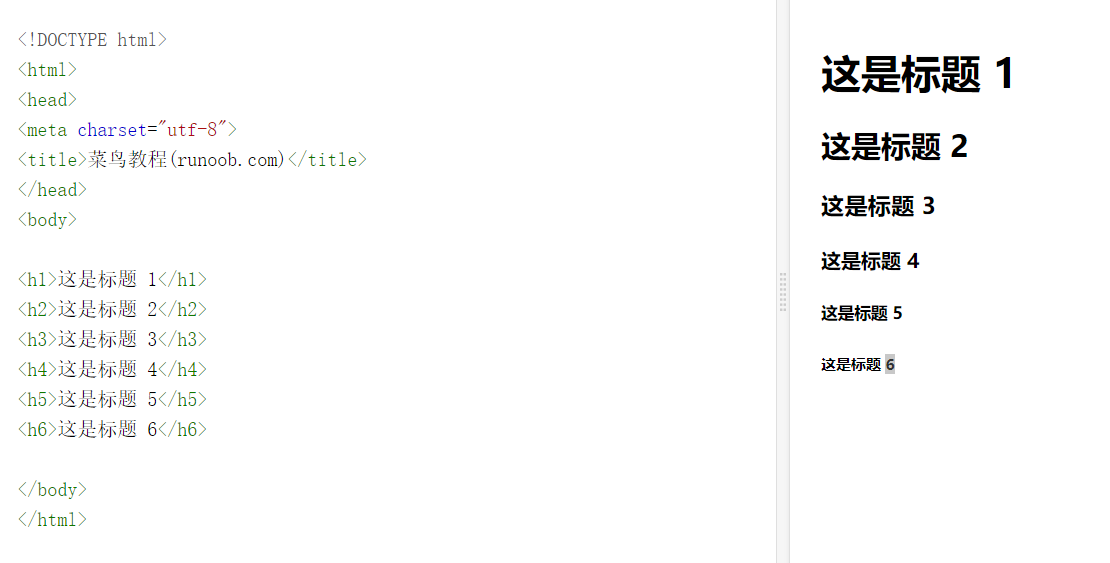 <!DOCTYPE html>
<html>
<head>
<meta charset="utf-8">
<title>菜鸟教程(runoob.com)</title>
</head>
<body>
<h1>这是标题 1</h1>
<h2>这是标题 2</h2>
<h3>这是标题 3</h3>
<h4>这是标题 4</h4>
<h5>这是标题 5</h5>
<h6>这是标题 6</h6>
</body>
</html>
这是标题 1
这是标题 2
这是标题 3
这是标题 4
这是标题 5
这是标题 6